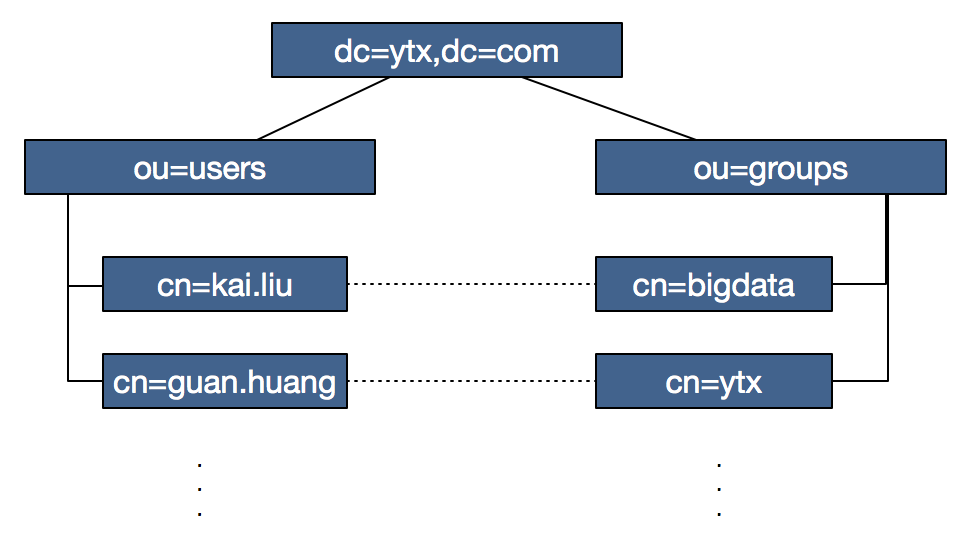 dc=ytx,dc=com
ou=users
ou=groups
cn=kai.liu
cn=bigdata
cn=guan.huang
cn=ytx
.
.
.
.
.
.